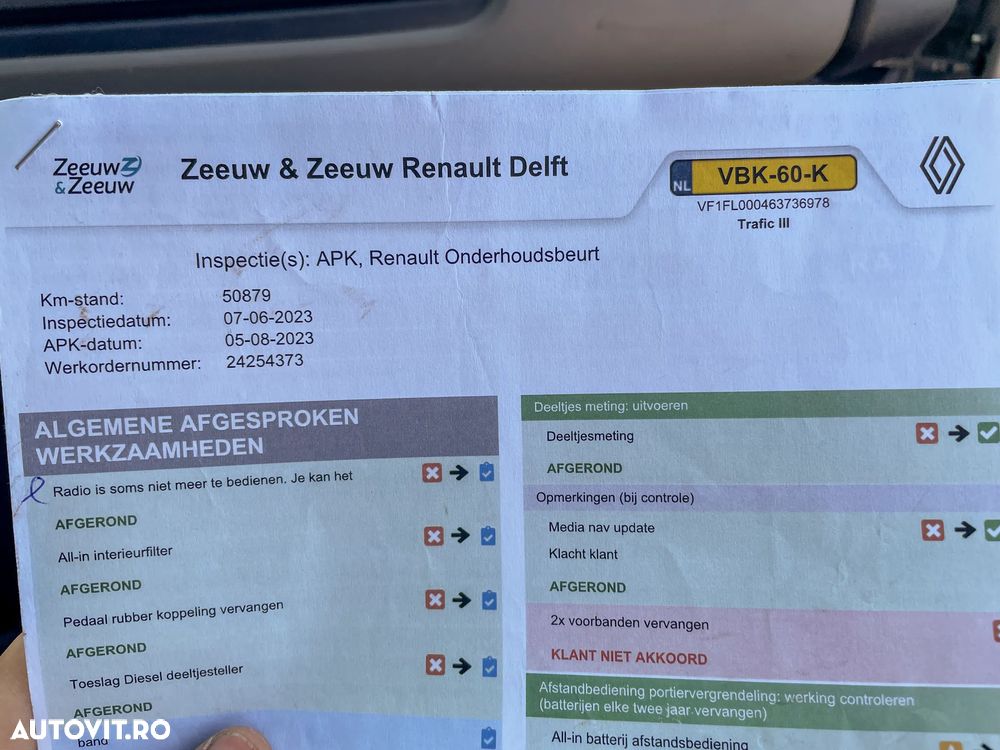 Zeeuw
& Zeeuw
Zeeuw & Zeeuw Renault Delft
NL
VBK-60-K
VF1FL000463736978
Trafic III
Inspectie(s): APK, Renault Onderhoudsbeurt
Km-stand: 50879
Inspectiedatum: 07-06-2023
APK-datum: 05-08-2023
Werkordernummer: 24254373
ALGEMENE AFGESPROKEN
WERKZAAMHEDEN
Radio is soms niet meer te bedienen. Je kan het
AFGEROND
All-in interieurfilter
AFGEROND
Pedaal rubber koppeling vervangen
AFGEROND
Toeslag Diesel deeltjesteller
AFGEROND
band
Deeltjes meting: uitvoeren
Deeltjesmeting
AFGEROND
Opmerkingen (bij controle)
Media nav update
Klacht klant
AFGEROND
2x voorbanden vervangen
KLANT NIET AKKOORD
Afstandbediening portiervergrendeling: werking controleren
(batterijen elke twee jaar vervangen)
All-in batterij afstandsbediening
AUTOVIT.RO